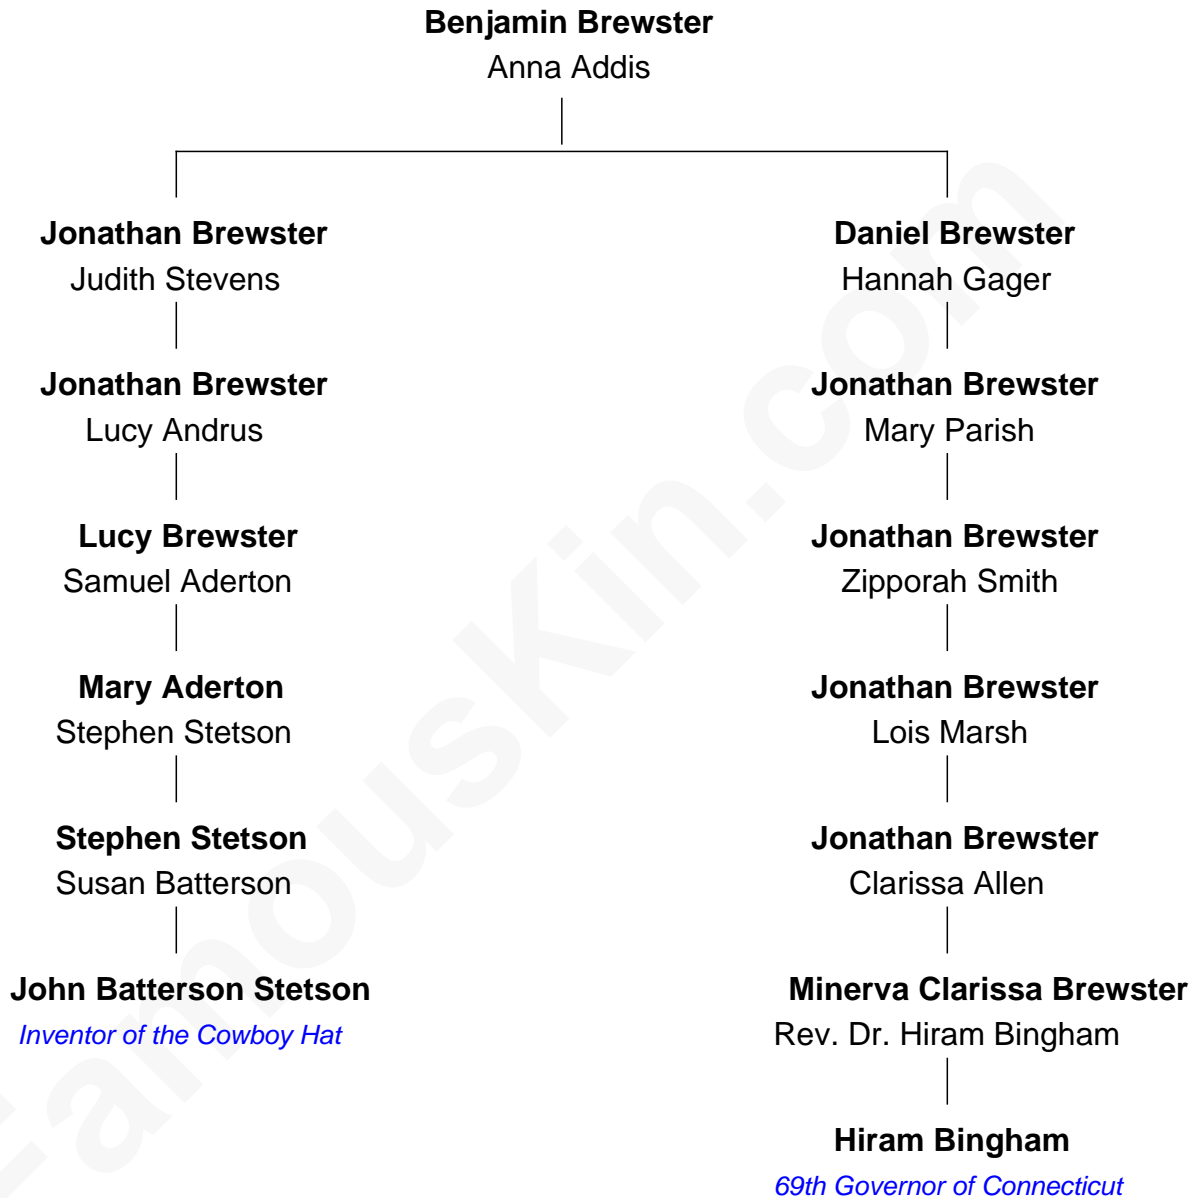 Benjamin Brewster
Anna Addis
Jonathan Brewster
Judith Stevens
Jonathan Brewster
Lucy Andrus
Lucy Brewster
Samuel Aderton
Mary Aderton
Stephen Stetson
Stephen Stetson
Susan Batterson
John Batterson Stetson
Inventor of the Cowboy Hat
Daniel Brewster
Hannah Gager
Jonathan Brewster
Mary Parish
Jonathan Brewster
Zipporah Smith
Jonathan Brewster
Lois Marsh
Jonathan Brewster
Clarissa Allen
Minerva Clarissa Brewster
Rev. Dr. Hiram Bingham
Hiram Bingham
69th Governor of Connecticut
FamousKin.com